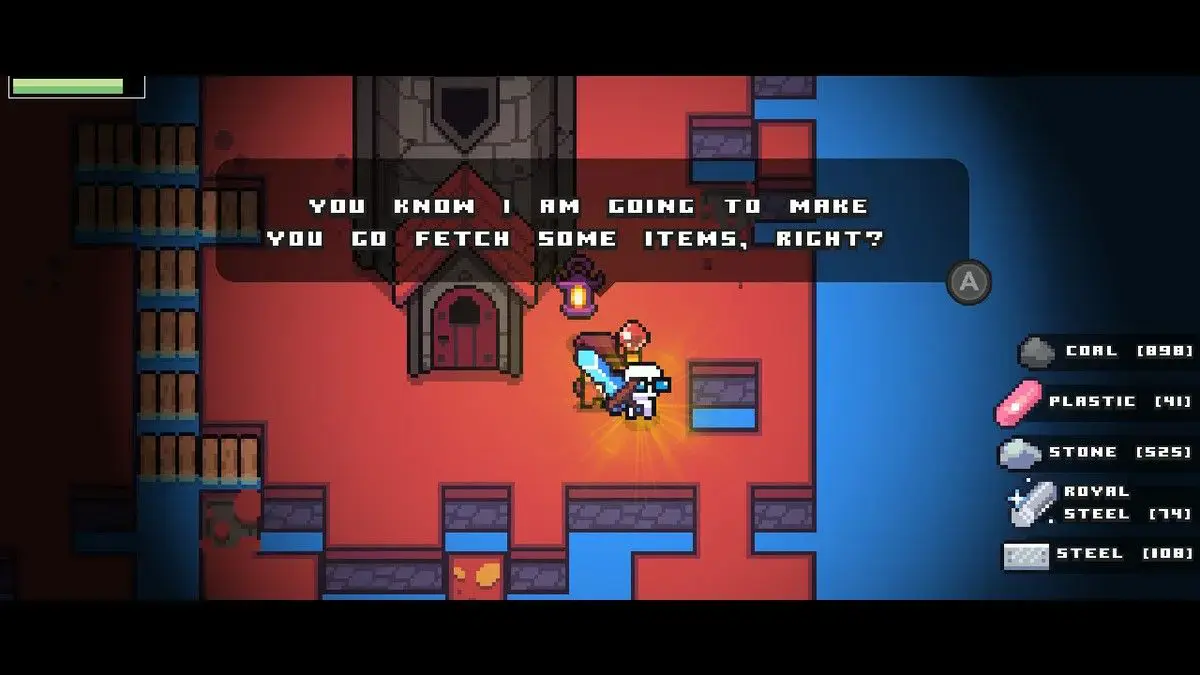 YOU KNOW I AM GOING TO MAKE
YOU GO FETCH SOME ITEMS, RIGHT?
A
COAL [898]
PLASTIC [41]
STONE [525]
ROYAL
STEEL [74]
STEEL [108]